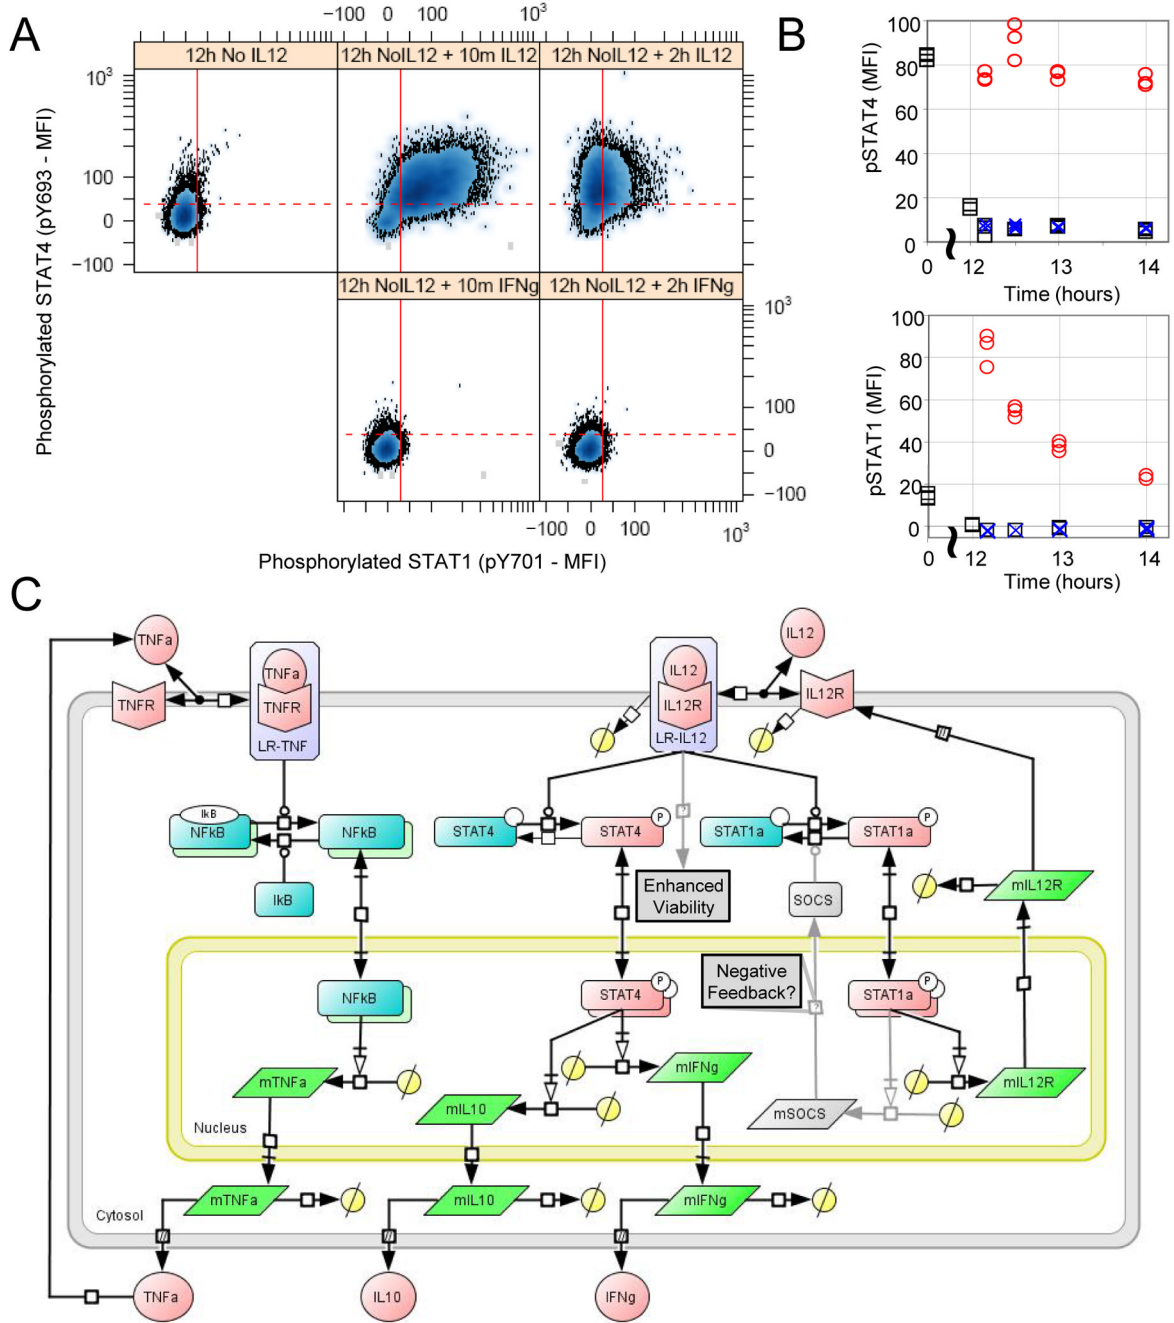 A
−100 0 100 10³
12h No IL12
12h NoIL12 + 10m IL12
12h NoIL12 + 2h IL12
10³
100
0
−100
12h NoIL12 + 10m IFNg
12h NoIL12 + 2h IFNg
10³
100
0
−100
−100 0 100 10³
Phosphorylated STAT4 (pY693 - MFI)
Phosphorylated STAT1 (pY701 - MFI)
B
pSTAT4 (MFI)
100
80
60
40
20
0
0 12 13 14
Time (hours)
pSTAT1 (MFI)
100
80
60
40
20
0
0 12 13 14
Time (hours)
C
TNFa
TNFR
TNFa
TNFR
LR-TNF
IL12
IL12R
LR-IL12
IL12
IL12R
IkB
NFkB
NFkB
IkB
STAT4
STAT4
P
?
STAT1a
STAT1a
P
Enhanced
Viability
SOCS
mIL12R
NFkB
STAT4
P
Negative
Feedback?
?
STAT1a
P
mTNFa
mIL10
mIFNg
mSOCS
mIL12R
Nucleus
mTNFa
mIL10
mIFNg
Cytosol
TNFa
IL10
IFNg